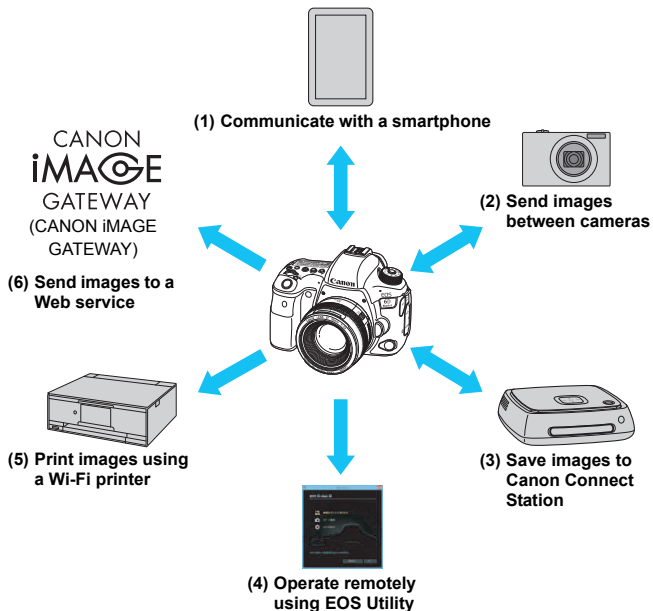 (1) Communicate with a smartphone
CANON
iMAGE
GATEWAY
(CANON iMAGE
GATEWAY)
(2) Send images
between cameras
(6) Send images to a
Web service
Canon
EOS
6D
(5) Print images using
a Wi-Fi printer
(3) Save images to
Canon Connect
Station
(4) Operate remotely
using EOS Utility